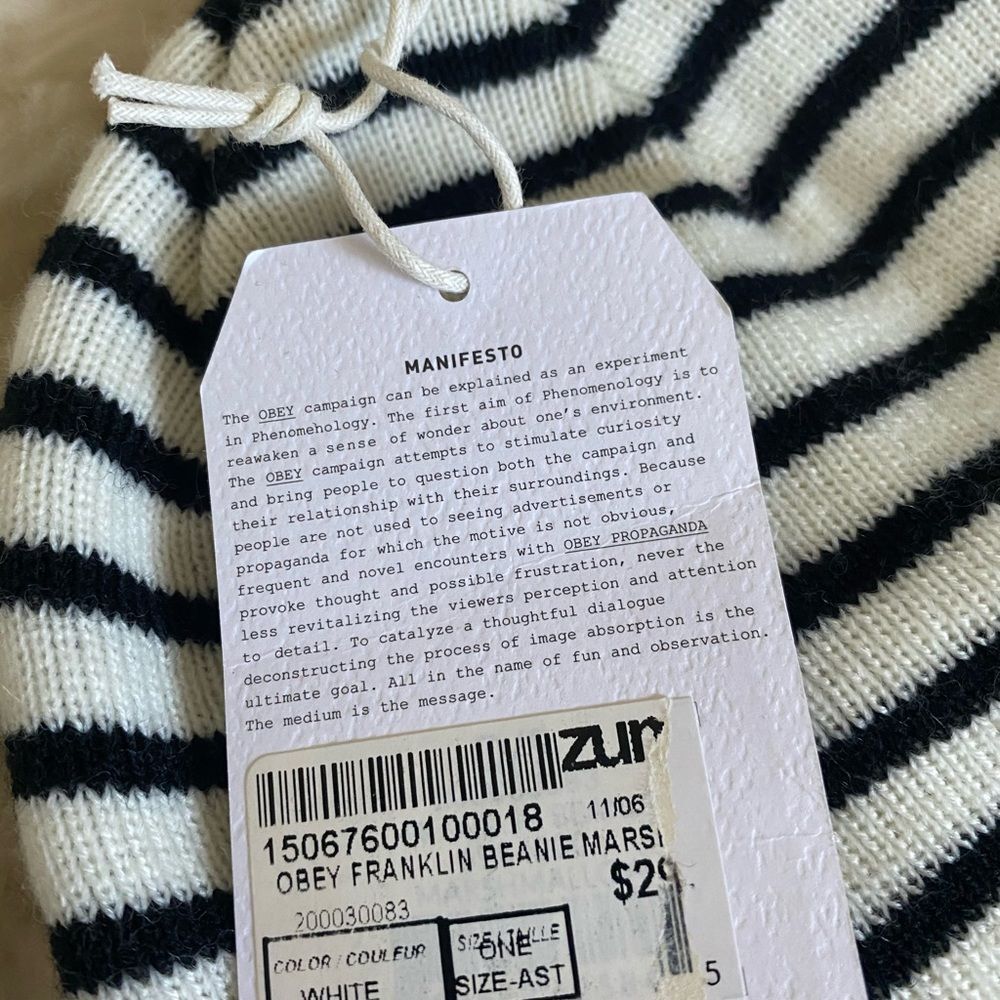 MANIFESTO
The OBEY campaign can be explained as an experiment
in Phenomehology. The first aim of Phenomenology is to
reawaken a sense of wonder about one's environment.
The OBEY campaign attempts to stimulate curiosity
and bring people to question both the campaign and
their relationship with their surroundings. Because
people are not used to seeing advertisements or
propaganda for which the motive is not obvious,
frequent and novel encounters with OBEY PROPAGANDA
provoke thought and possible frustration, never the
less revitalizing the viewers perception and attention
to detail. To catalyze a thoughtful dialogue
deconstructing the process of image absorption is the
ultimate goal. All in the name of fun and observation.
The medium is the message.
zum
15067600100018 11/06
OBEY FRANKLIN BEANIE MARSH
$29
200030083
COLOR / COULEUR SIZE / TAILLE
WHITE ONE
SIZE-AST
5